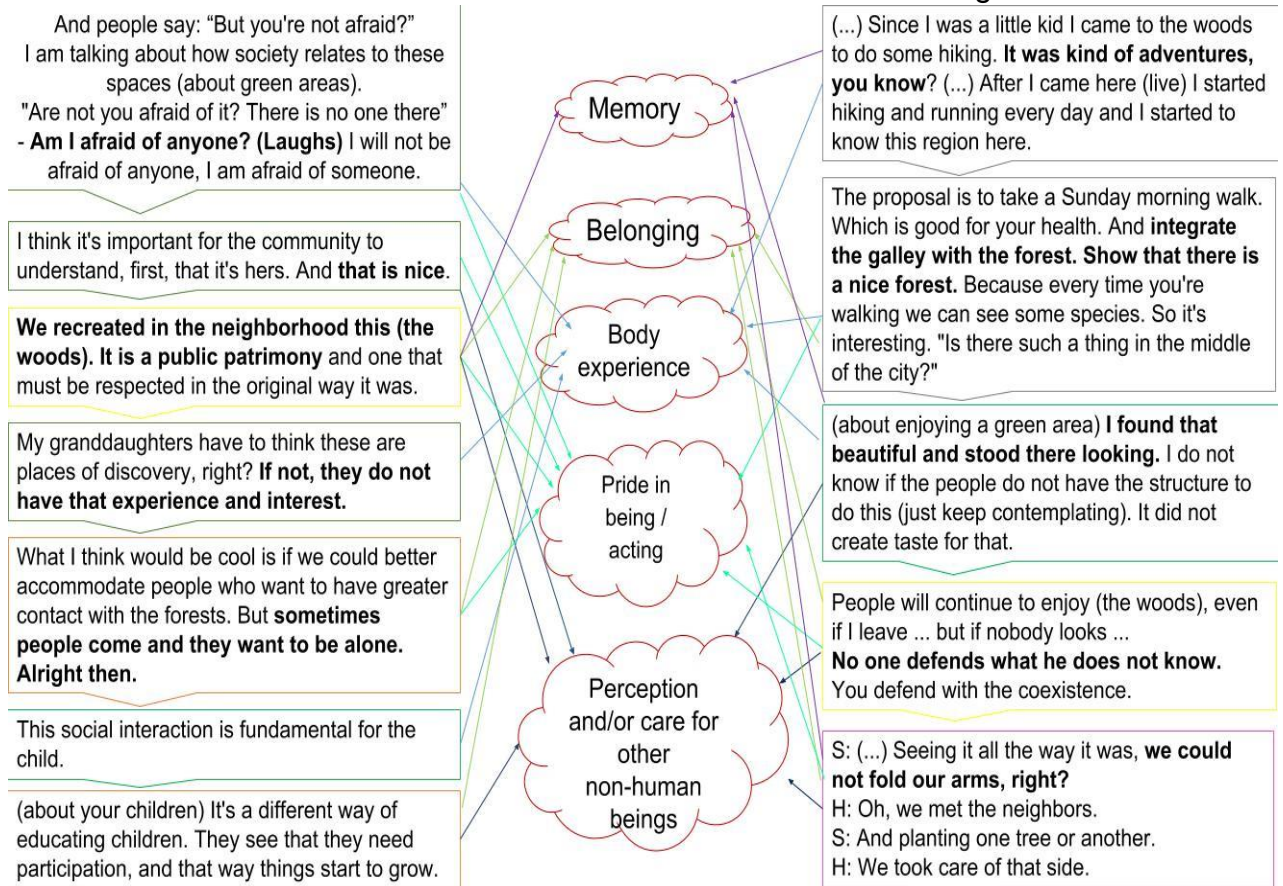 And people say: “But you're not afraid?”
I am talking about how society relates to these
spaces (about green areas).
"Are not you afraid of it? There is no one there”
- Am I afraid of anyone? (Laughs) I will not be
afraid of anyone, I am afraid of someone.
I think it's important for the community to
understand, first, that it's hers. And that is nice.
We recreated in the neighborhood this (the
woods). It is a public patrimony and one that
must be respected in the original way it was.
My granddaughters have to think these are
places of discovery, right? If not, they do not
have that experience and interest.
What I think would be cool is if we could better
accommodate people who want to have greater
contact with the forests. But sometimes
people come and they want to be alone.
Alright then.
This social interaction is fundamental for the
child.
(about your children) It's a different way of
educating children. They see that they need
participation, and that way things start to grow.
Memory
Belonging
Body
experience
Pride in
being /
acting
Perception
and/or care for
other
non-human
beings
(...) Since I was a little kid I came to the woods
to do some hiking. It was kind of adventures,
you know? (...) After I came here (live) I started
hiking and running every day and I started to
know this region here.
The proposal is to take a Sunday morning walk.
Which is good for your health. And integrate
the galley with the forest. Show that there is
a nice forest. Because every time you're
walking we can see some species. So it's
interesting. "Is there such a thing in the middle
of the city?"
(about enjoying a green area) I found that
beautiful and stood there looking. I do not
know if the people do not have the structure to
do this (just keep contemplating). It did not
create taste for that.
People will continue to enjoy (the woods), even
if I leave ... but if nobody looks ...
No one defends what he does not know.
You defend with the coexistence.
S: (...) Seeing it all the way it was, we could
not fold our arms, right?
H: Oh, we met the neighbors.
S: And planting one tree or another.
H: We took care of that side.